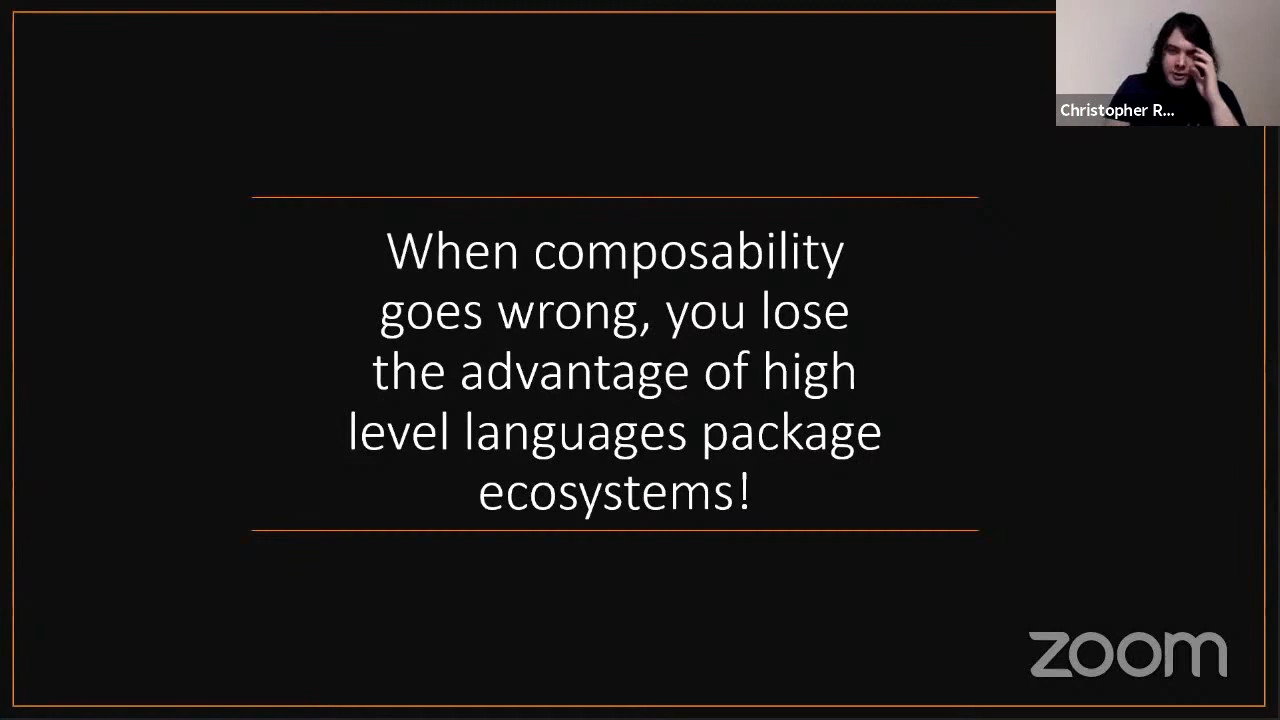 Christopher R...
When composability
goes wrong, you lose
the advantage of high
level languages package
ecosystems!
zoom